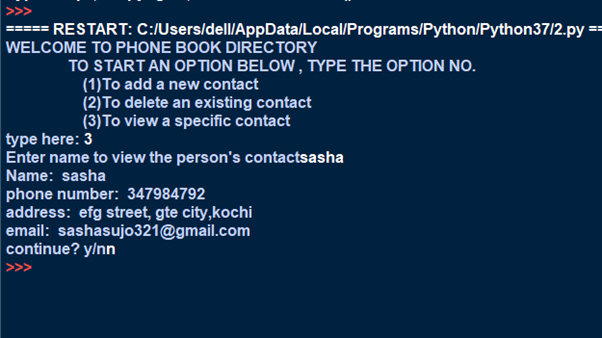 >>>
===== RESTART: C:/Users/dell/AppData/Local/Programs/Python/Python37/2.py ==
WELCOME TO PHONE BOOK DIRECTORY
TO START AN OPTION BELOW , TYPE THE OPTION NO.
(1)To add a new contact
(2)To delete an existing contact
(3)To view a specific contact
type here: 3
Enter name to view the person's contactsasha
Name:  sasha
phone number:  347984792
address:  efg street, gte city,kochi
email:  sashasujo321@gmail.com
continue? y/nn
>>>